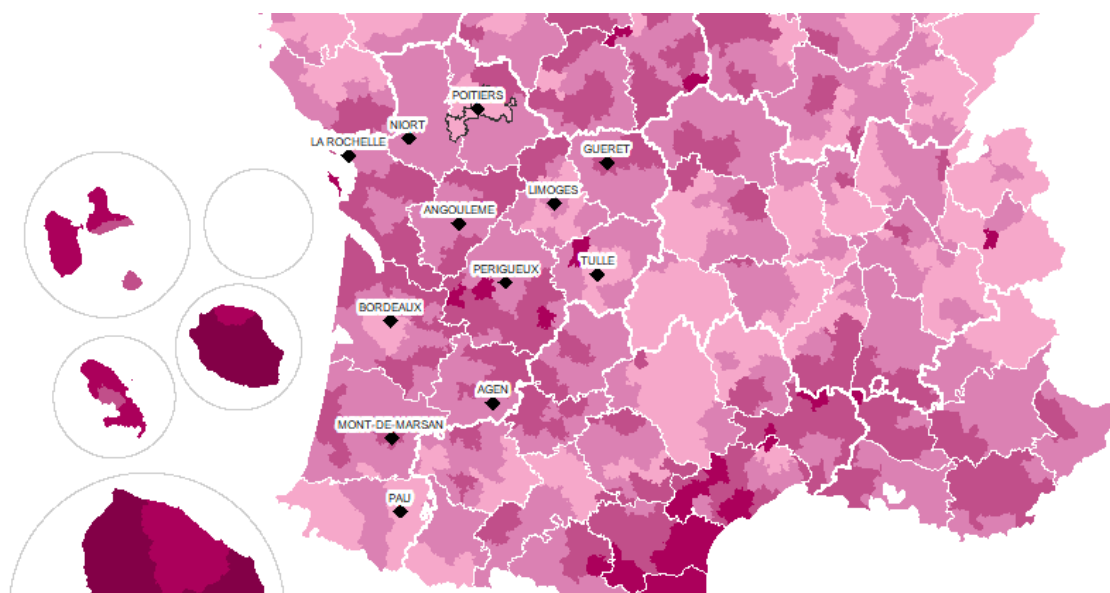 POITIERS
NIORT
LA ROCHELLE
GUERET
LIMOGES
ANGOULEME
TULLE
PERIGUEUX
BORDEAUX
AGEN
MONT-DE-MARSAN
PAU